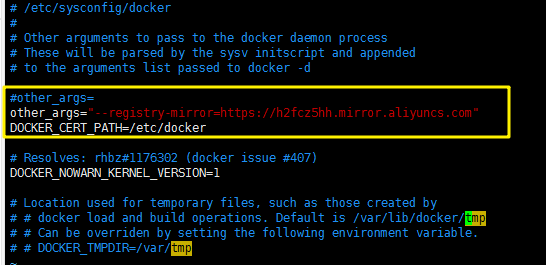 # /etc/sysconfig/docker
#
# Other arguments to pass to the docker daemon process
# These will be parsed by the sysv initscript and appended
# to the arguments list passed to docker -d
#other_args=
other_args="--registry-mirror=https://h2fcz5hh.mirror.aliyuncs.com"
DOCKER_CERT_PATH=/etc/docker
# Resolves: rhbz#1176302 (docker issue #407)
DOCKER_NOWARN_KERNEL_VERSION=1
# Location used for temporary files, such as those created by
# # docker load and build operations. Default is /var/lib/docker/tmp
# # Can be overriden by setting the following environment variable.
# # DOCKER_TMPDIR=/var/tmp
~